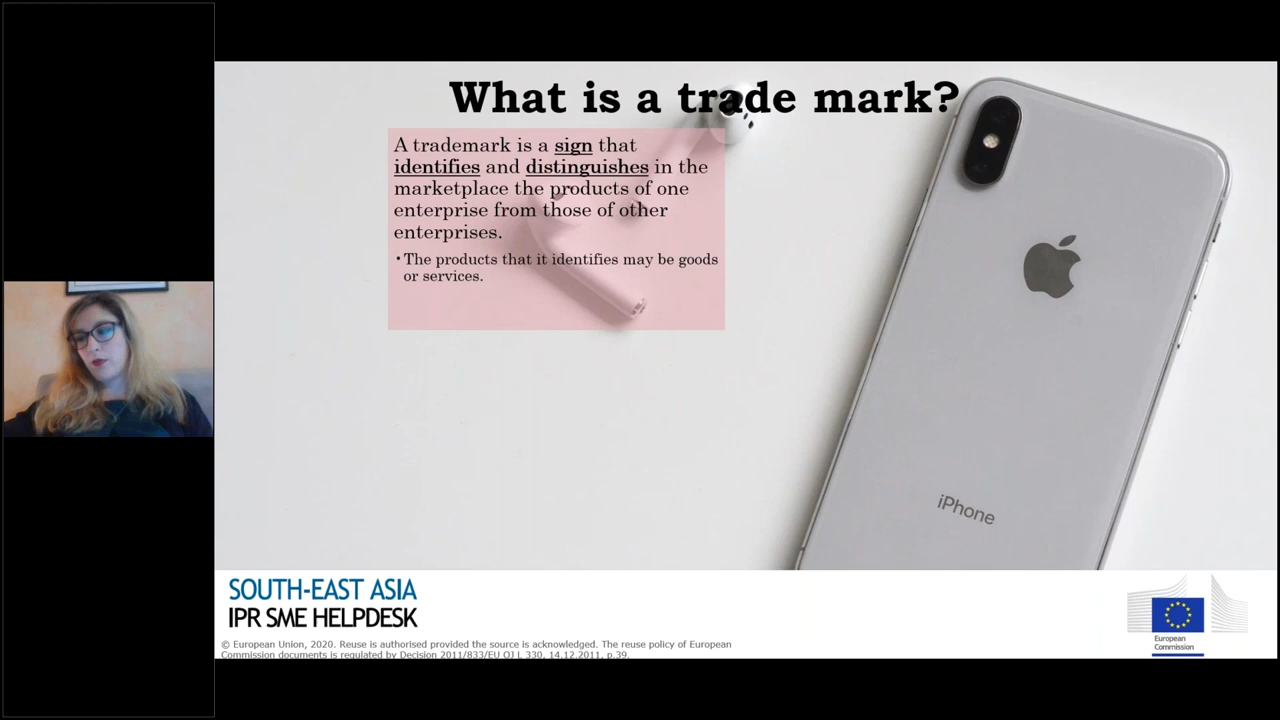 What is a trade mark?
A trademark is a sign that
identifies and distinguishes in the
marketplace the products of one
enterprise from those of other
enterprises.
• The products that it identifies may be goods
or services.
iPhone
SOUTH-EAST ASIA
IPR SME HELPDESK
© European Union, 2020. Reuse is authorised provided the source is acknowledged. The reuse policy of European
Commission documents is regulated by Decision 2011/833/EU OJ L 330, 14.12.2011, p.39.
European
Commission